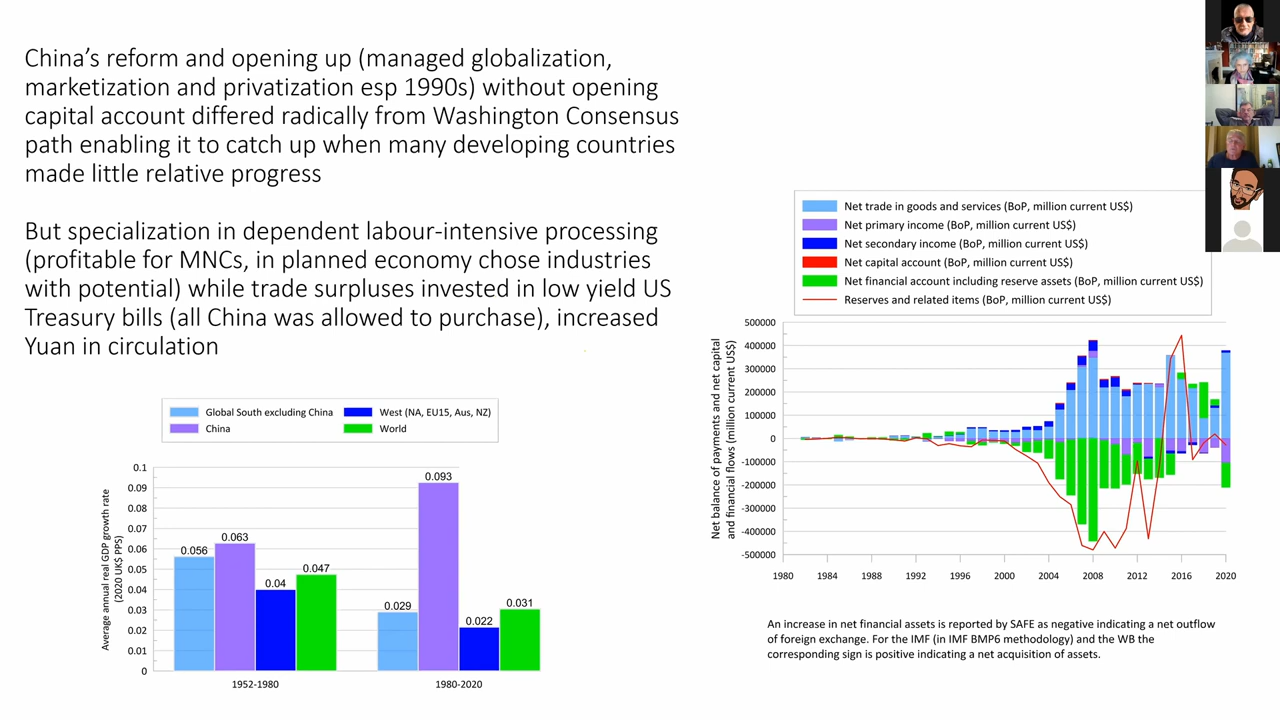 China’s reform and opening up (managed globalization,
marketization and privatization esp 1990s) without opening
capital account differed radically from Washington Consensus
path enabling it to catch up when many developing countries
made little relative progress
But specialization in dependent labour-intensive processing
(profitable for MNCs, in planned economy chose industries
with potential) while trade surpluses invested in low yield US
Treasury bills (all China was allowed to purchase), increased
Yuan in circulation
Global South excluding China
West (NA, EU15, Aus, NZ)
China
World
Average annual real GDP growth rate
(2020 UK$ PPS)
0.1
0.09
0.08
0.07
0.06
0.05
0.04
0.03
0.02
0.01
0
0.056
0.063
0.04
0.047
0.029
0.093
0.022
0.031
1952-1980
1980-2020
Net trade in goods and services (BoP, million current US$)
Net primary income (BoP, million current US$)
Net secondary income (BoP, million current US$)
Net capital account (BoP, million current US$)
Net financial account including reserve assets (BoP, million current US$)
Reserves and related items (BoP, million current US$)
Net balance of payments and net capital
and financial flows (million current US$)
500000
400000
300000
200000
100000
0
-100000
-200000
-300000
-400000
-500000
1980
1984
1988
1992
1996
2000
2004
2008
2012
2016
2020
An increase in net financial assets is reported by SAFE as negative indicating a net outflow
of foreign exchange. For the IMF (in IMF BMP6 methodology) and the WB the
corresponding sign is positive indicating a net acquisition of assets.